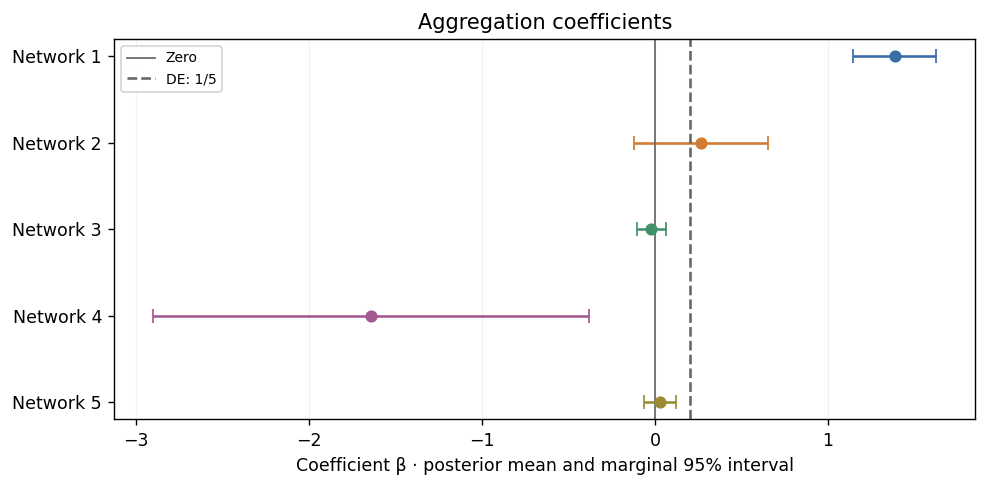 Aggregation coefficients
Zero
DE: 1/5
Network 1
Network 2
Network 3
Network 4
Network 5
−3 −2 −1 0 1
Coefficient β · posterior mean and marginal 95% interval